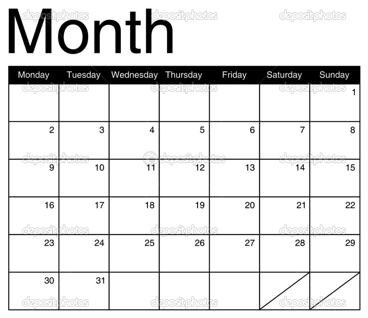 Month
Monday Tuesday Wednesday Thursday Friday Saturday Sunday
1
2 3 4 5 6 7 8
9 10 11 12 13 14 15
16 17 18 19 20 21 22
23 24 25 26 27 28 29
30 31
depositphotos